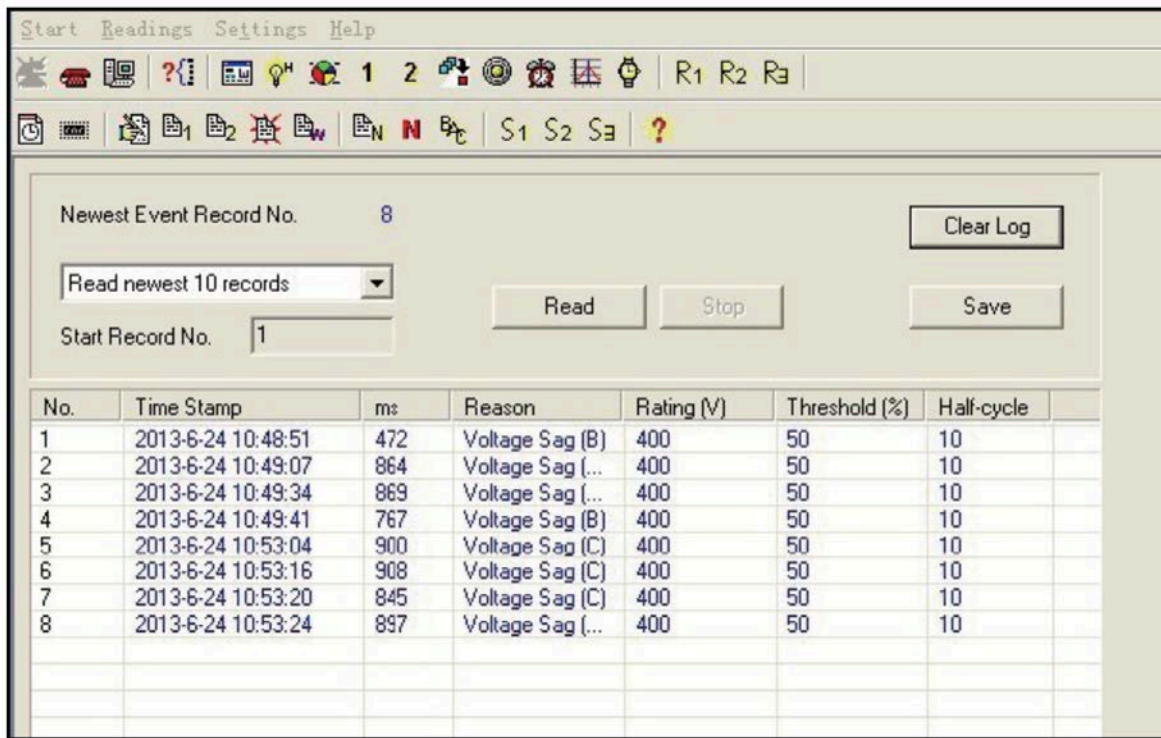 Start Readings Settings Help
?{ H 1 2 R1 R2 R3
1 2 W N N BAC S1 S2 S3 ?
Newest Event Record No. 8
Clear Log
Read newest 10 records
Read Stop Save
Start Record No. 1
No. Time Stamp ms Reason Rating (V) Threshold (%) Half-cycle
1 2013-6-24 10:48:51 472 Voltage Sag (B) 400 50 10
2 2013-6-24 10:49:07 864 Voltage Sag (... 400 50 10
3 2013-6-24 10:49:34 869 Voltage Sag (... 400 50 10
4 2013-6-24 10:49:41 767 Voltage Sag (B) 400 50 10
5 2013-6-24 10:53:04 900 Voltage Sag (C) 400 50 10
6 2013-6-24 10:53:16 908 Voltage Sag (C) 400 50 10
7 2013-6-24 10:53:20 845 Voltage Sag (C) 400 50 10
8 2013-6-24 10:53:24 897 Voltage Sag (... 400 50 10